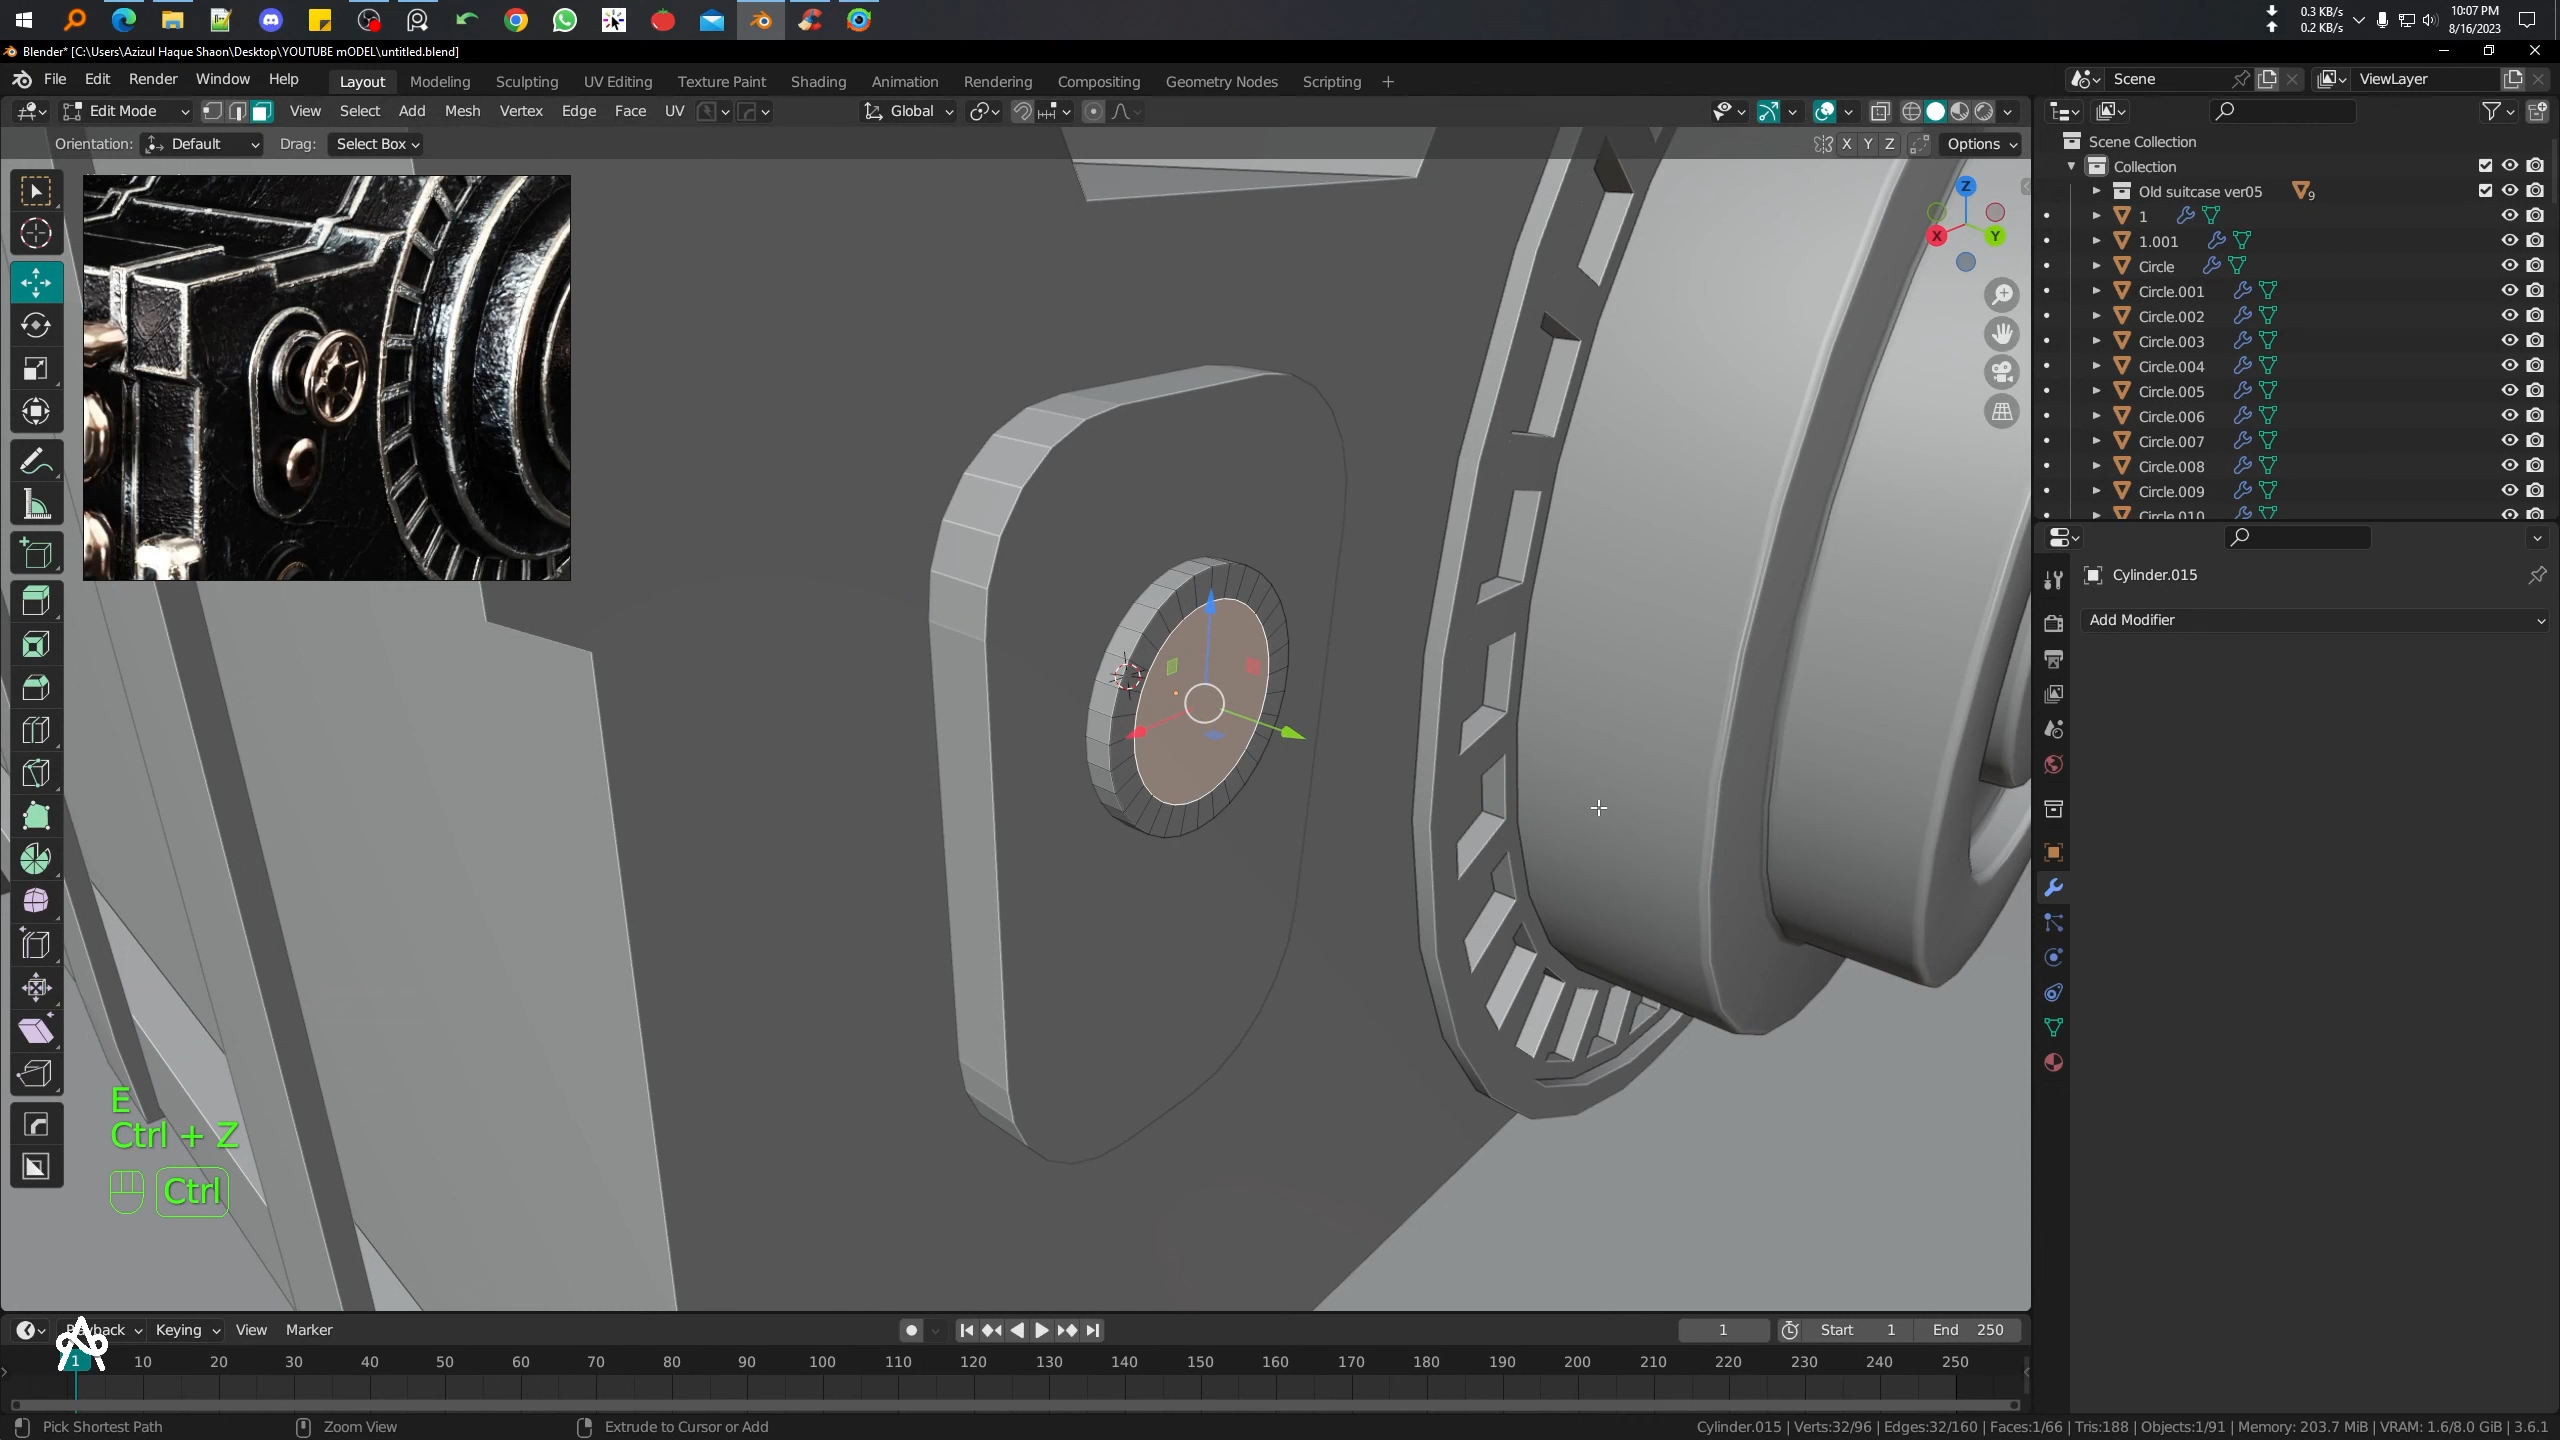 0.3 KB/s
0.2 KB/s
10:07 PM
8/16/2023
Blender* [C:\Users\Azizul Haque Shaon\Desktop\YOUTUBE mODEL\untitled.blend]
File Edit Render Window Help
Layout Modeling Sculpting UV Editing Texture Paint Shading Animation Rendering Compositing Geometry Nodes Scripting +
Scene
ViewLayer
Edit Mode
View Select Add Mesh Vertex Edge Face UV
Global
Orientation: Default Drag: Select Box
X Y Z Options
Z
X
Y
Scene Collection
Collection
Old suitcase ver05 9
1
1.001
Circle
Circle.001
Circle.002
Circle.003
Circle.004
Circle.005
Circle.006
Circle.007
Circle.008
Circle.009
Circle.010
Cylinder.015
Add Modifier
E
Ctrl + Z
Ctrl
Playback Keying View Marker
1 Start 1 End 250
1 10 20 30 40 50 60 70 80 90 100 110 120 130 140 150 160 170 180 190 200 210 220 230 240 250
Pick Shortest Path Zoom View Extrude to Cursor or Add
Cylinder.015 | Verts:32/96 | Edges:32/160 | Faces:1/66 | Tris:188 | Objects:1/91 | Memory: 203.7 MiB | VRAM: 1.6/8.0 GiB | 3.6.1